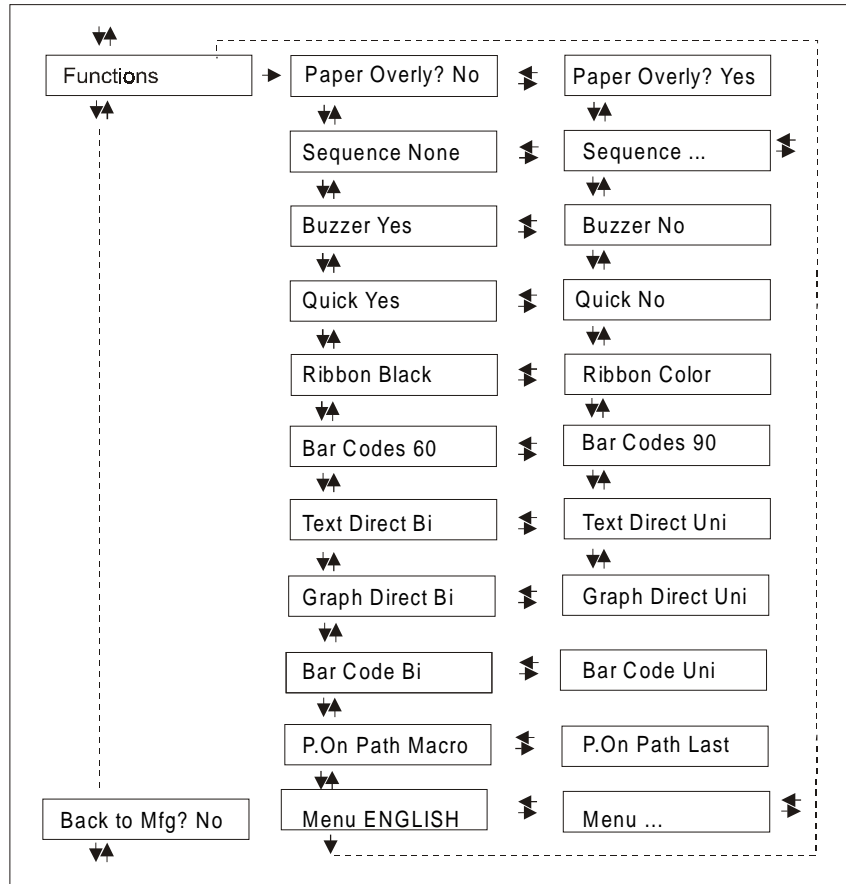 Functions
Paper Overly? No
Paper Overly? Yes
Sequence None
Sequence ...
Buzzer Yes
Buzzer No
Quick Yes
Quick No
Ribbon Black
Ribbon Color
Bar Codes 60
Bar Codes 90
Text Direct Bi
Text Direct Uni
Graph Direct Bi
Graph Direct Uni
Bar Code Bi
Bar Code Uni
P.On Path Macro
P.On Path Last
Back to Mfg? No
Menu ENGLISH
Menu ...